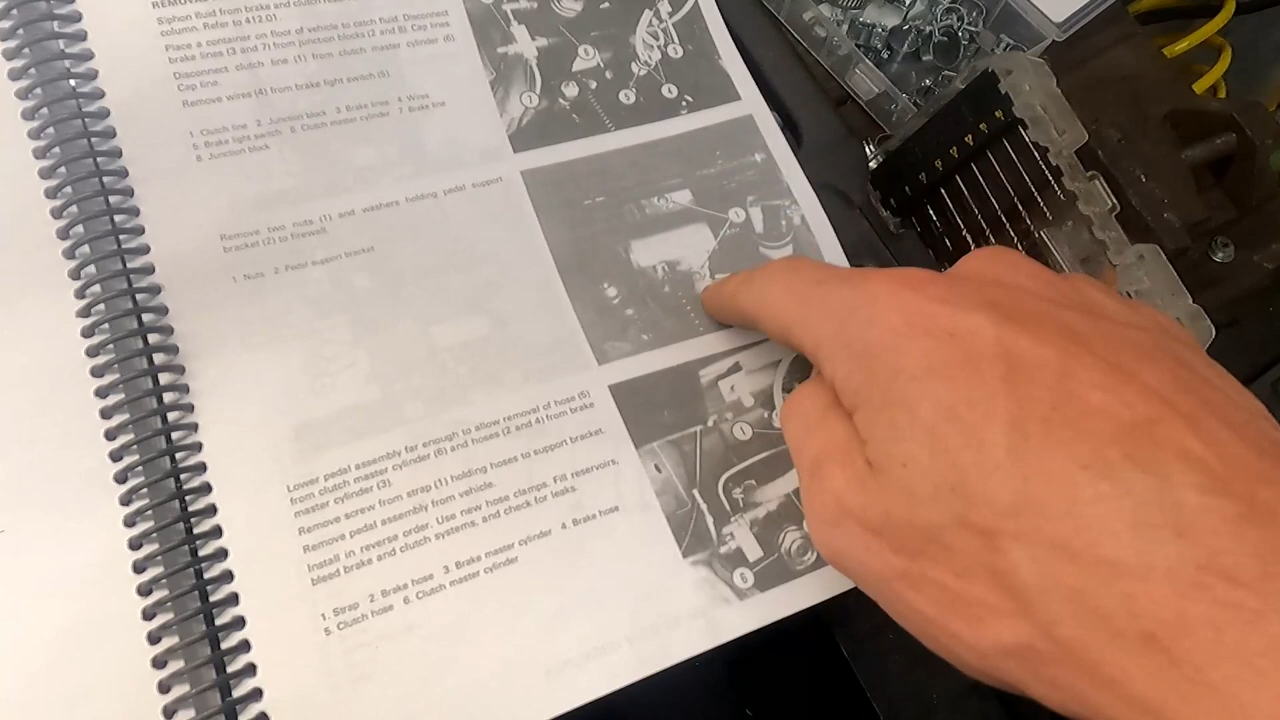 REMOVAL
Siphon fluid from brake and clutch
column. Refer to 412.01.
Place a container on floor of vehicle to catch fluid. Disconnect
brake lines (3 and 7) from junction blocks (2 and 8). Cap lines.
Disconnect clutch line (1) from clutch master cylinder (6).
Cap line.
Remove wires (4) from brake light switch (5).
1. Clutch line 2. Junction block 3. Brake lines 4. Wires
5. Brake light switch 6. Clutch master cylinder 7. Brake line
8. Junction block
7
5
4
Remove two nuts (1) and washers holding pedal support
bracket (2) to firewall.
1. Nuts 2. Pedal support bracket
1
Lower pedal assembly far enough to allow removal of hose (5)
from clutch master cylinder (6) and hoses (2 and 4) from brake
master cylinder (3).
Remove screw from strap (1) holding hoses to support bracket.
Remove pedal assembly from vehicle.
Install in reverse order. Use new hose clamps. Fill reservoirs,
bleed brake and clutch systems, and check for leaks.
1. Strap 2. Brake hose 3. Brake master cylinder 4. Brake hose
5. Clutch hose 6. Clutch master cylinder
1
6